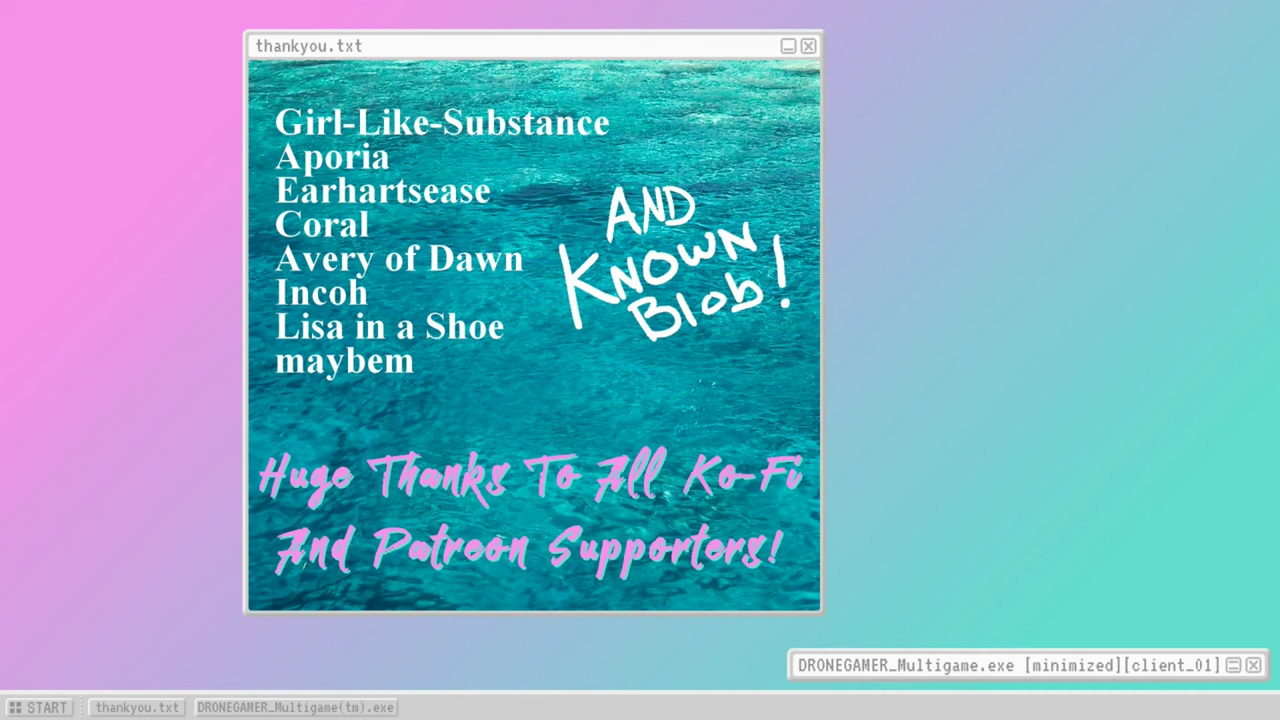 thankyou.txt
Girl-Like-Substance
Aporia
Earhartsease
Coral
Avery of Dawn
Incoh
Lisa in a Shoe
maybem
AND
KNOWN
Blob!
Huge Thanks To All Ko-Fi
And Patreon Supporters!
DRONEGAMER_Multigame.exe [minimized][client_01]
START
thankyou.txt
DRONEGAMER_Multigame(tm).exe